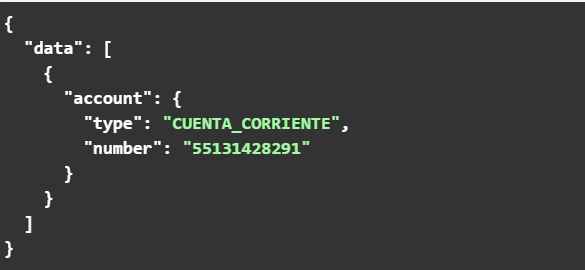 {
  "data": [
    {
      "account": {
        "type": "CUENTA_CORRIENTE",
        "number": "55131428291"
      }
    }
  ]
}